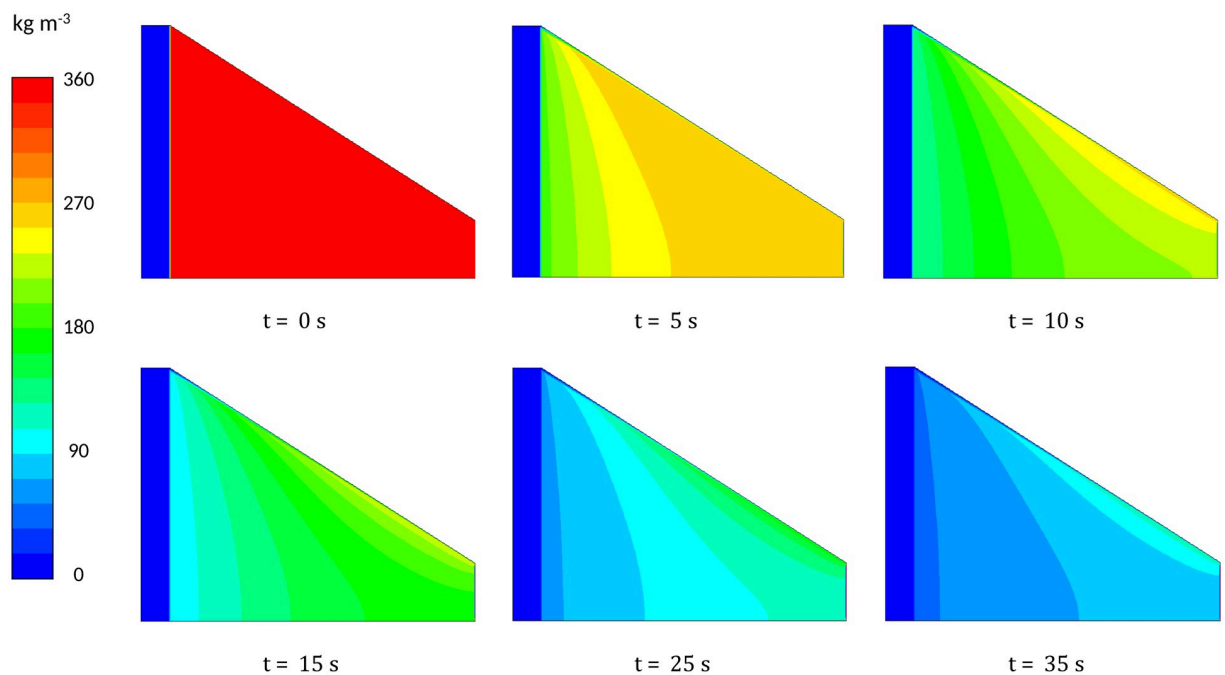 kg m⁻³
360
270
180
90
0
t = 0 s
t = 5 s
t = 10 s
t = 15 s
t = 25 s
t = 35 s